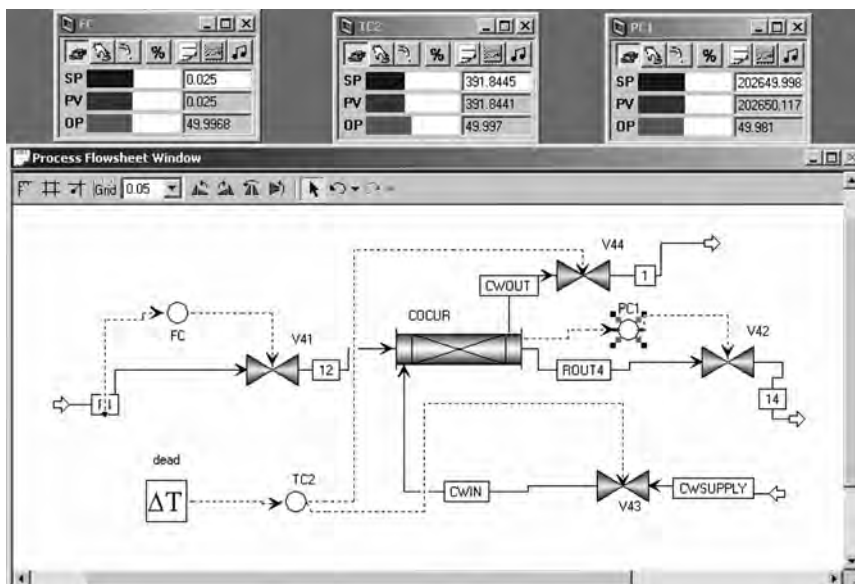 FC
TC2
PC1
%
%
%
SP 0.025
PV 0.025
OP 49.9968
SP 391.8445
PV 391.8441
OP 49.997
SP 202649.998
PV 202650.117
OP 49.981
Process Flowsheet Window
Grid 0.05
V44
1
CWOUT
COCUR
PC1
FC
V41
V42
12
ROUT4
14
dead
TC2
ΔT
CWIN
CWSUPPLY
V43